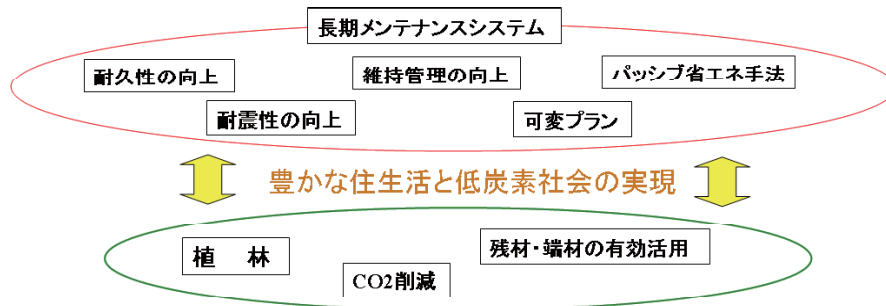 長期メンテナンスシステム
耐久性の向上
維持管理の向上
パッシブ省エネ手法
耐震性の向上
可変プラン
豊かな住生活と低炭素社会の実現
植　林
残材・端材の有効活用
CO2削減